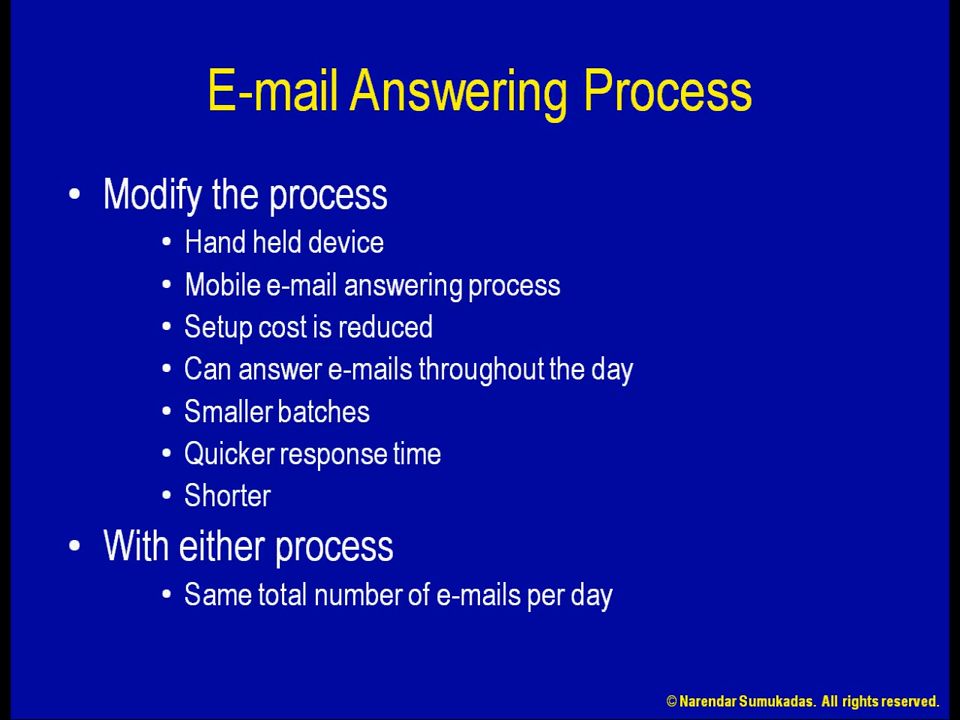 E-mail Answering Process
• Modify the process
• Hand held device
• Mobile e-mail answering process
• Setup cost is reduced
• Can answer e-mails throughout the day
• Smaller batches
• Quicker response time
• Shorter
• With either process
• Same total number of e-mails per day
© Narendar Sumukadas. All rights reserved.